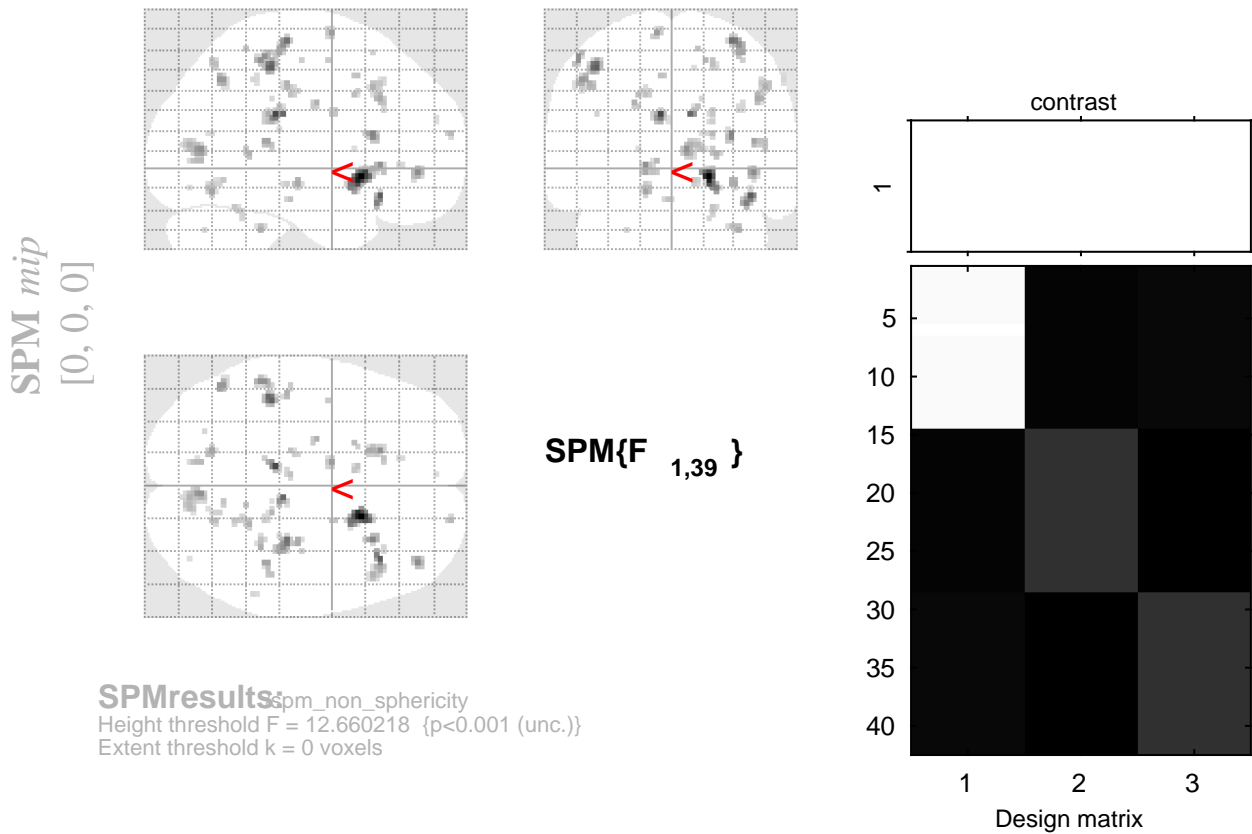 SPM mip
[0, 0, 0]
<
<
<
SPM{F 1,39 }
SPMresults: /spm_non_sphericity
Height threshold F = 12.660218 {p<0.001 (unc.)}
Extent threshold k = 0 voxels
contrast
1
5
10
15
20
25
30
35
40
1 2 3
Design matrix